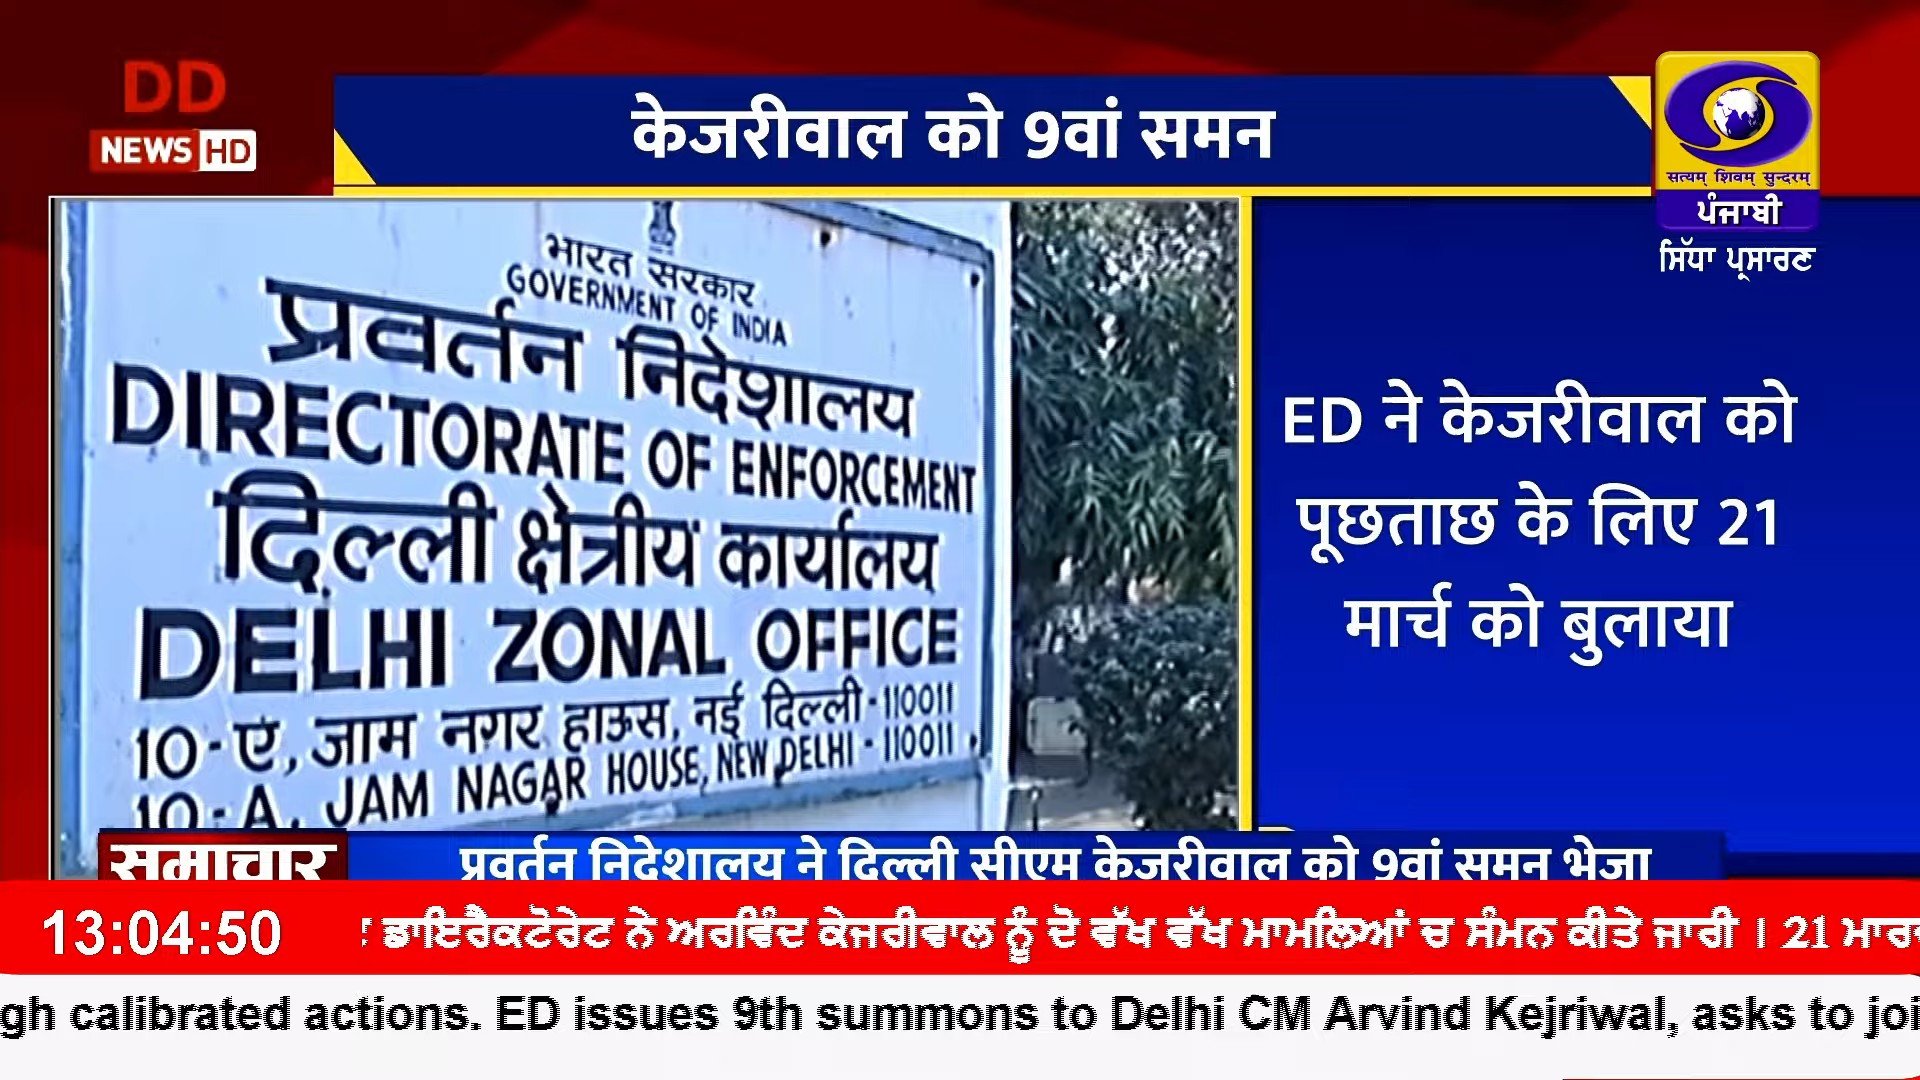 DD
NEWS HD
केजरीवाल को 9वां समन
सत्यम् शिवम् सुन्दरम्
ਪੰਜਾਬੀ
ਸਿੱਧਾ ਪ੍ਰਸਾਰਣ
भारत सरकार
GOVERNMENT OF INDIA
प्रवर्तन निदेशालय
DIRECTORATE OF ENFORCEMENT
दिल्ली क्षेत्रीय कार्यालय
DELHI ZONAL OFFICE
10-ए, जाम नगर हाऊस, नई दिल्ली-110011
10-A, JAM NAGAR HOUSE, NEW DELHI - 110011
ED ने केजरीवाल को
पूछताछ के लिए 21
मार्च को बुलाया
समाचार
प्रवर्तन निदेशालय ने दिल्ली सीएम केजरीवाल को 9वां समन भेजा
13:04:50
ਡਾਇਰੈਕਟੋਰੇਟ ਨੇ ਅਰਵਿੰਦ ਕੇਜਰੀਵਾਲ ਨੂੰ ਦੋ ਵੱਖ ਵੱਖ ਮਾਮਲਿਆਂ ਚ ਸੰਮਨ ਕੀਤੇ ਜਾਰੀ । 21
gh calibrated actions. ED issues 9th summons to Delhi CM Arvind Kejriwal, asks to joi